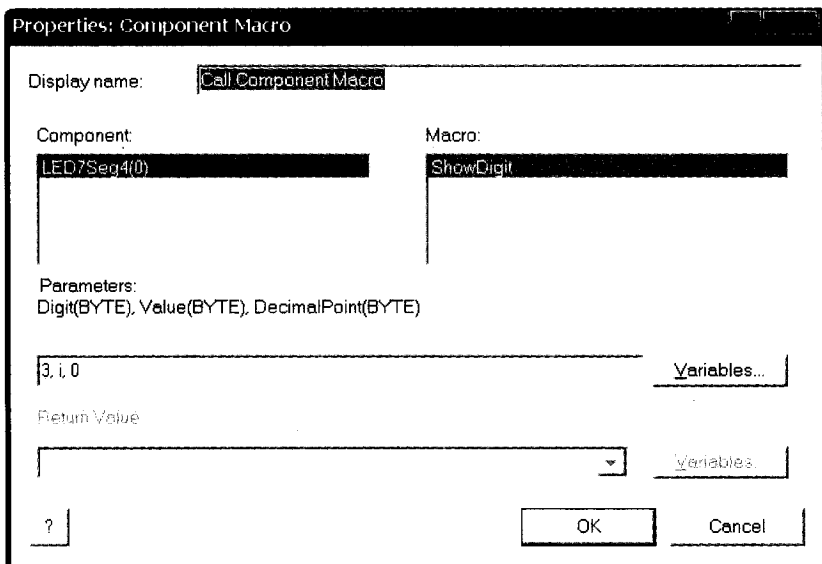 Properties: Component Macro
Display name: Call Component Macro
Component: Macro:
LED7Seg4(0) ShowDigit
Parameters:
Digit(BYTE), Value(BYTE), DecimalPoint(BYTE)
3, i, 0 Variables...
Return Value
Variables...
? OK Cancel